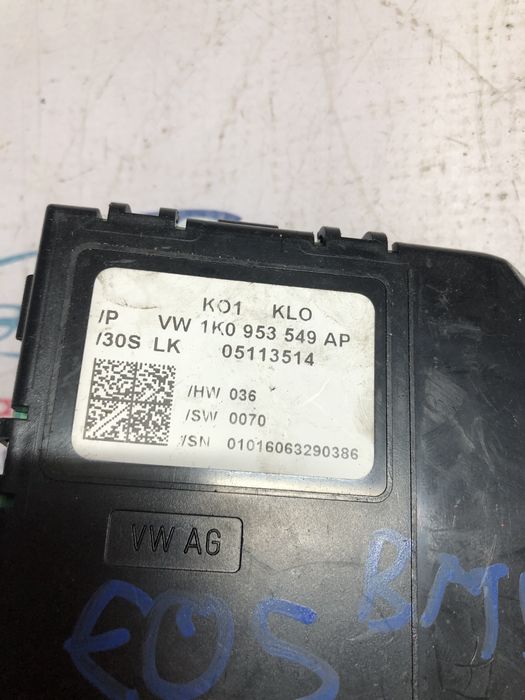 KO1 KLO
/P VW 1K0 953 549 AP
/30S LK 05113514
/HW 036
/SW 0070
/SN 01016063290386
VW AG
EOS